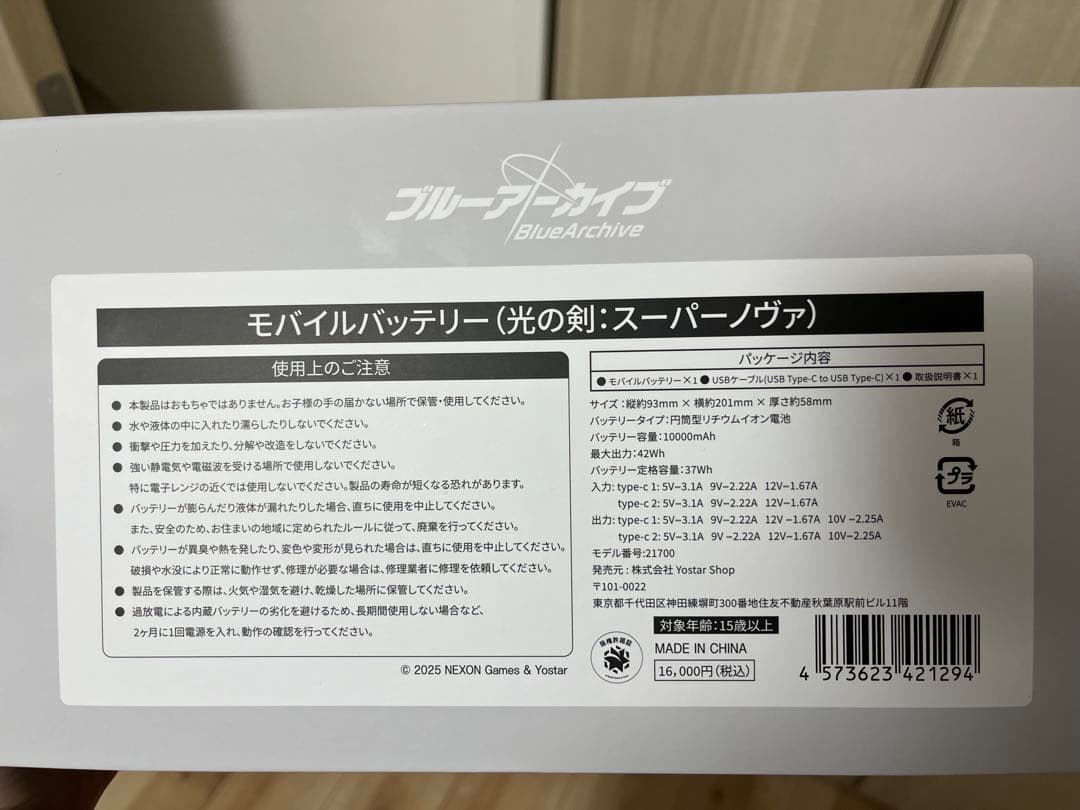 ブルーアーカイブ
BlueArchive
モバイルバッテリー(光の剣:スーパーノヴァ)
使用上のご注意
● 本製品はおもちゃではありません。お子様の手の届かない場所で保管・使用してください。
● 水や液体の中に入れたり濡らしたりしないでください。
● 衝撃や圧力を加えたり、分解や改造をしないでください。
● 強い静電気や電磁波を受ける場所で使用しないでください。
特に電子レンジの近くでは使用しないでください。製品の寿命が短くなる恐れがあります。
● バッテリーが膨らんだり液体が漏れたりした場合、直ちに使用を中止してください。
また、安全のため、お住まいの地域に定められたルールに従って、廃棄を行ってください。
● バッテリーが異臭や熱を発したり、変色や変形が見られた場合は、直ちに使用を中止してください。
破損や水没により正常に動作せず、修理が必要な場合は、修理業者に修理を依頼してください。
● 製品を保管する際は、火気や湿気を避け、乾燥した場所に保管してください。
● 過放電による内蔵バッテリーの劣化を避けるため、長期間使用しない場合など、
2ヶ月に1回電源を入れ、動作の確認を行ってください。
© 2025 NEXON Games & Yostar
パッケージ内容
● モバイルバッテリー×1 ● USBケーブル(USB Type-C to USB Type-C)×1 ● 取扱説明書×1
サイズ:縦約93mm × 横約201mm × 厚さ約58mm
バッテリータイプ:円筒型リチウムイオン電池
バッテリー容量:10000mAh
最大出力:42Wh
バッテリー定格容量:37Wh
入力: type-c 1: 5V−3.1A 9V−2.22A 12V−1.67A
type-c 2: 5V−3.1A 9V−2.22A 12V−1.67A
出力: type-c 1: 5V−3.1A 9V−2.22A 12V −1.67A 10V −2.25A
type-c 2: 5V−3.1A 9V −2.22A 12V−1.67A 10V−2.25A
モデル番号:21700
発売元 : 株式会社 Yostar Shop
〒101-0022
東京都千代田区神田練塀町300番地住友不動産秋葉原駅前ビル11階
紙
箱
プラ
EVAC
対象年齢:15歳以上
MADE IN CHINA
16,000円(税込)
版権許諾証
4 573623 421294